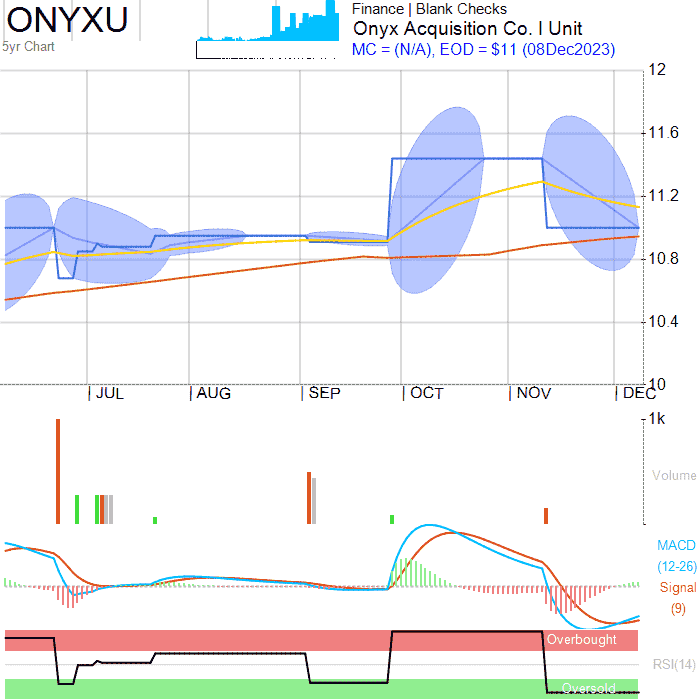 ONYXU
5yr Chart
Finance | Blank Checks
Onyx Acquisition Co. I Unit
MC = (N/A), EOD = $11 (08Dec2023)
12
11.6
11.2
10.8
10.4
10
JUL
AUG
SEP
OCT
NOV
DEC
1k
Volume
MACD
(12-26)
Signal
(9)
Overbought
RSI(14)
Oversold